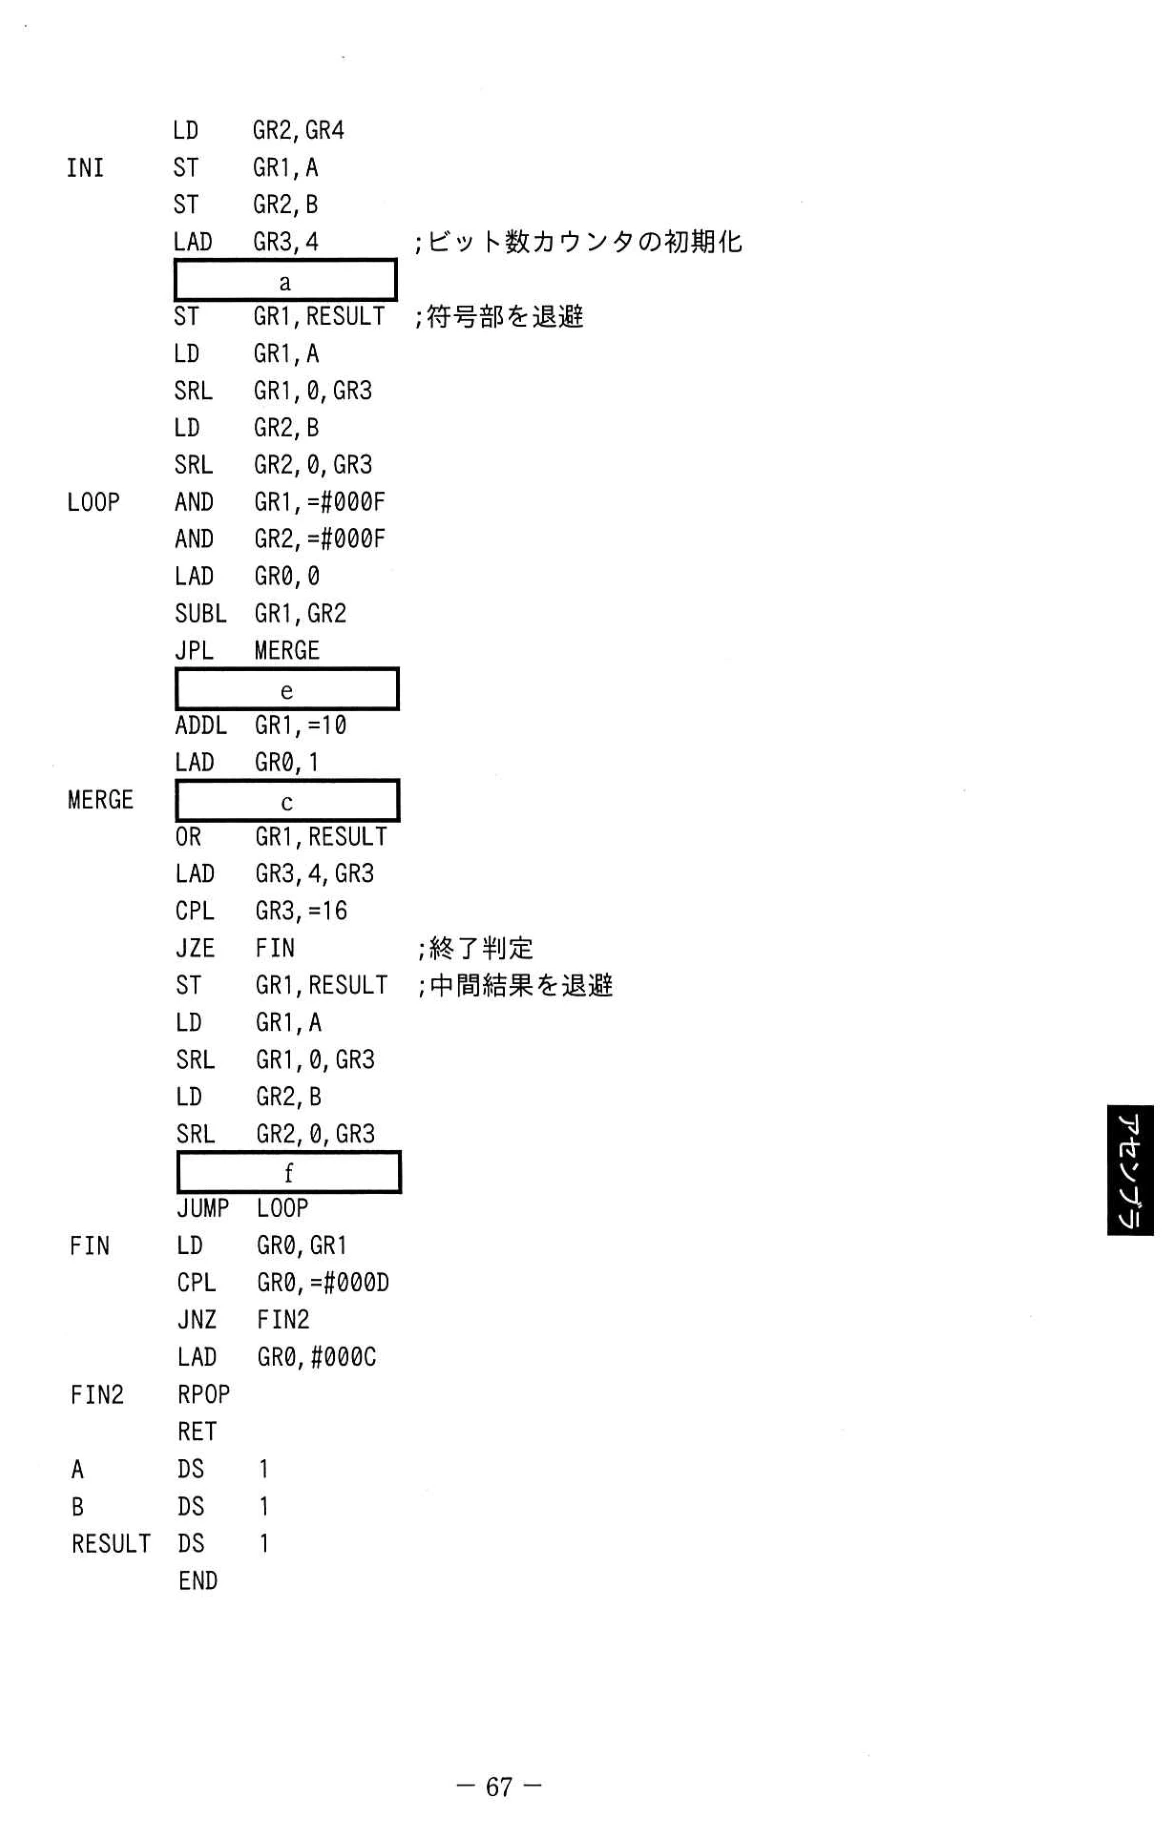 LD GR2,GR4
INI ST GR1,A
ST GR2,B
LAD GR3,4 ;ビット数カウンタの初期化
a
ST GR1,RESULT ;符号部を退避
LD GR1,A
SRL GR1,0,GR3
LD GR2,B
SRL GR2,0,GR3
LOOP AND GR1,=#000F
AND GR2,=#000F
LAD GR0,0
SUBL GR1,GR2
JPL MERGE
e
ADDL GR1,=10
LAD GR0,1
MERGE c
OR GR1,RESULT
LAD GR3,4,GR3
CPL GR3,=16
JZE FIN ;終了判定
ST GR1,RESULT ;中間結果を退避
LD GR1,A
SRL GR1,0,GR3
LD GR2,B
SRL GR2,0,GR3
f
JUMP LOOP
FIN LD GR0,GR1
CPL GR0,=#000D
JNZ FIN2
LAD GR0,#000C
FIN2 RPOP
RET
A DS 1
B DS 1
RESULT DS 1
END
アセンブラ
― 67 ―